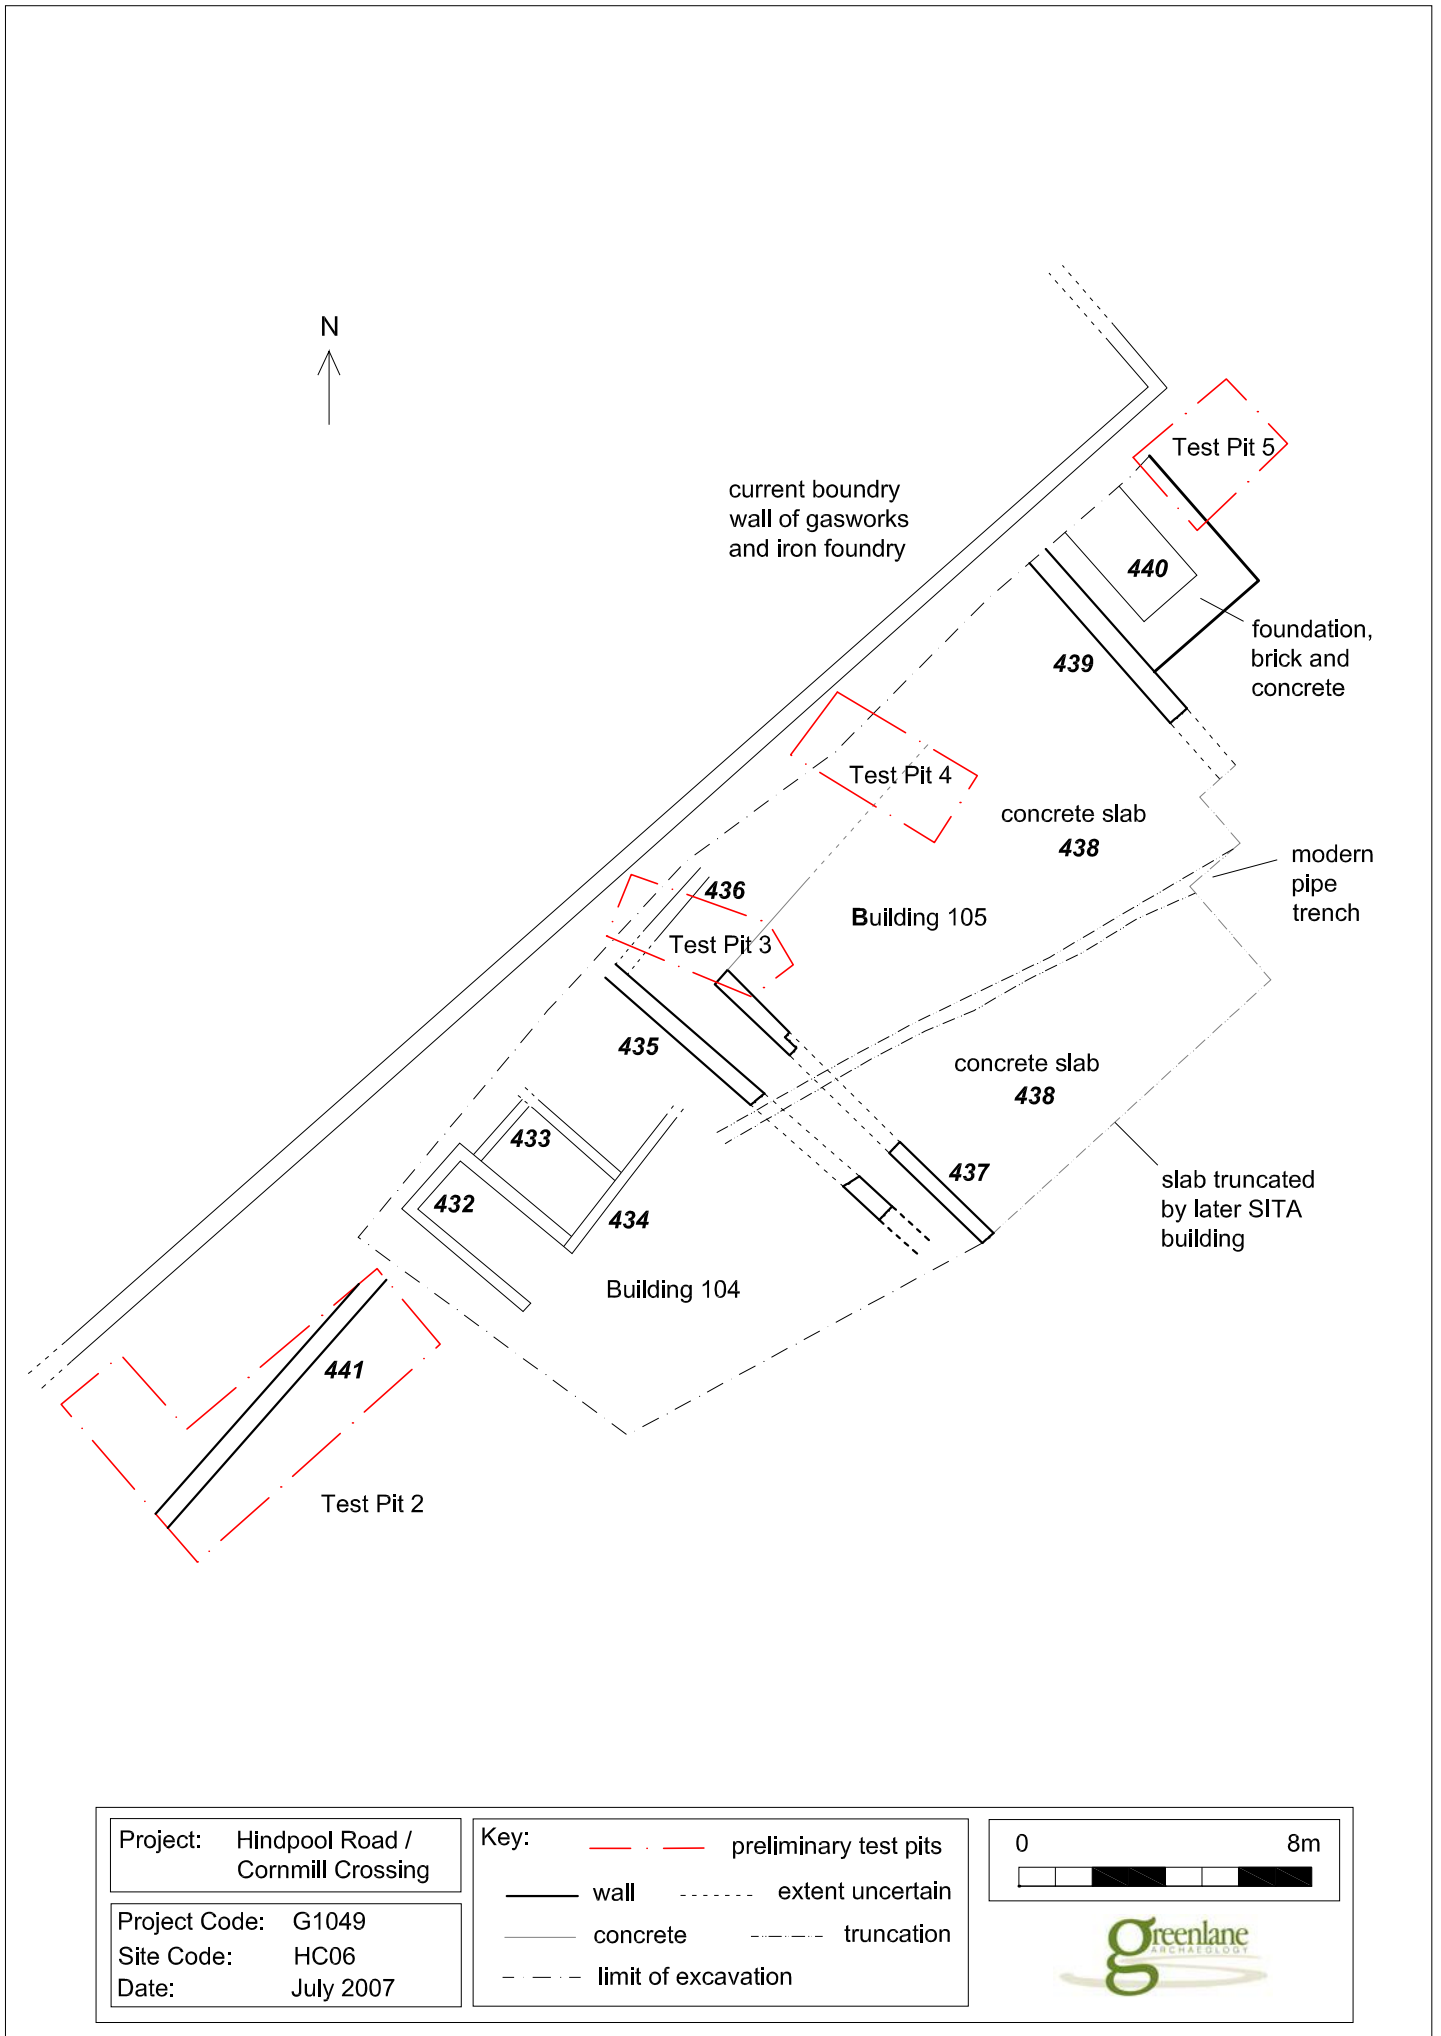 N
Test Pit 5
current boundry
wall of gasworks
and iron foundry
440
foundation,
brick and
concrete
439
Test Pit 4
concrete slab
438
modern
pipe
trench
436
Building 105
Test Pit 3
435
concrete slab
438
433
437
slab truncated
by later SITA
building
432
434
Building 104
441
Test Pit 2
Project: Hindpool Road /
Cornmill Crossing
Project Code: G1049
Site Code: HC06
Date: July 2007
Key:
preliminary test pits
wall extent uncertain
concrete truncation
limit of excavation
0 8m
greenlane
ARCHAEOLOGY